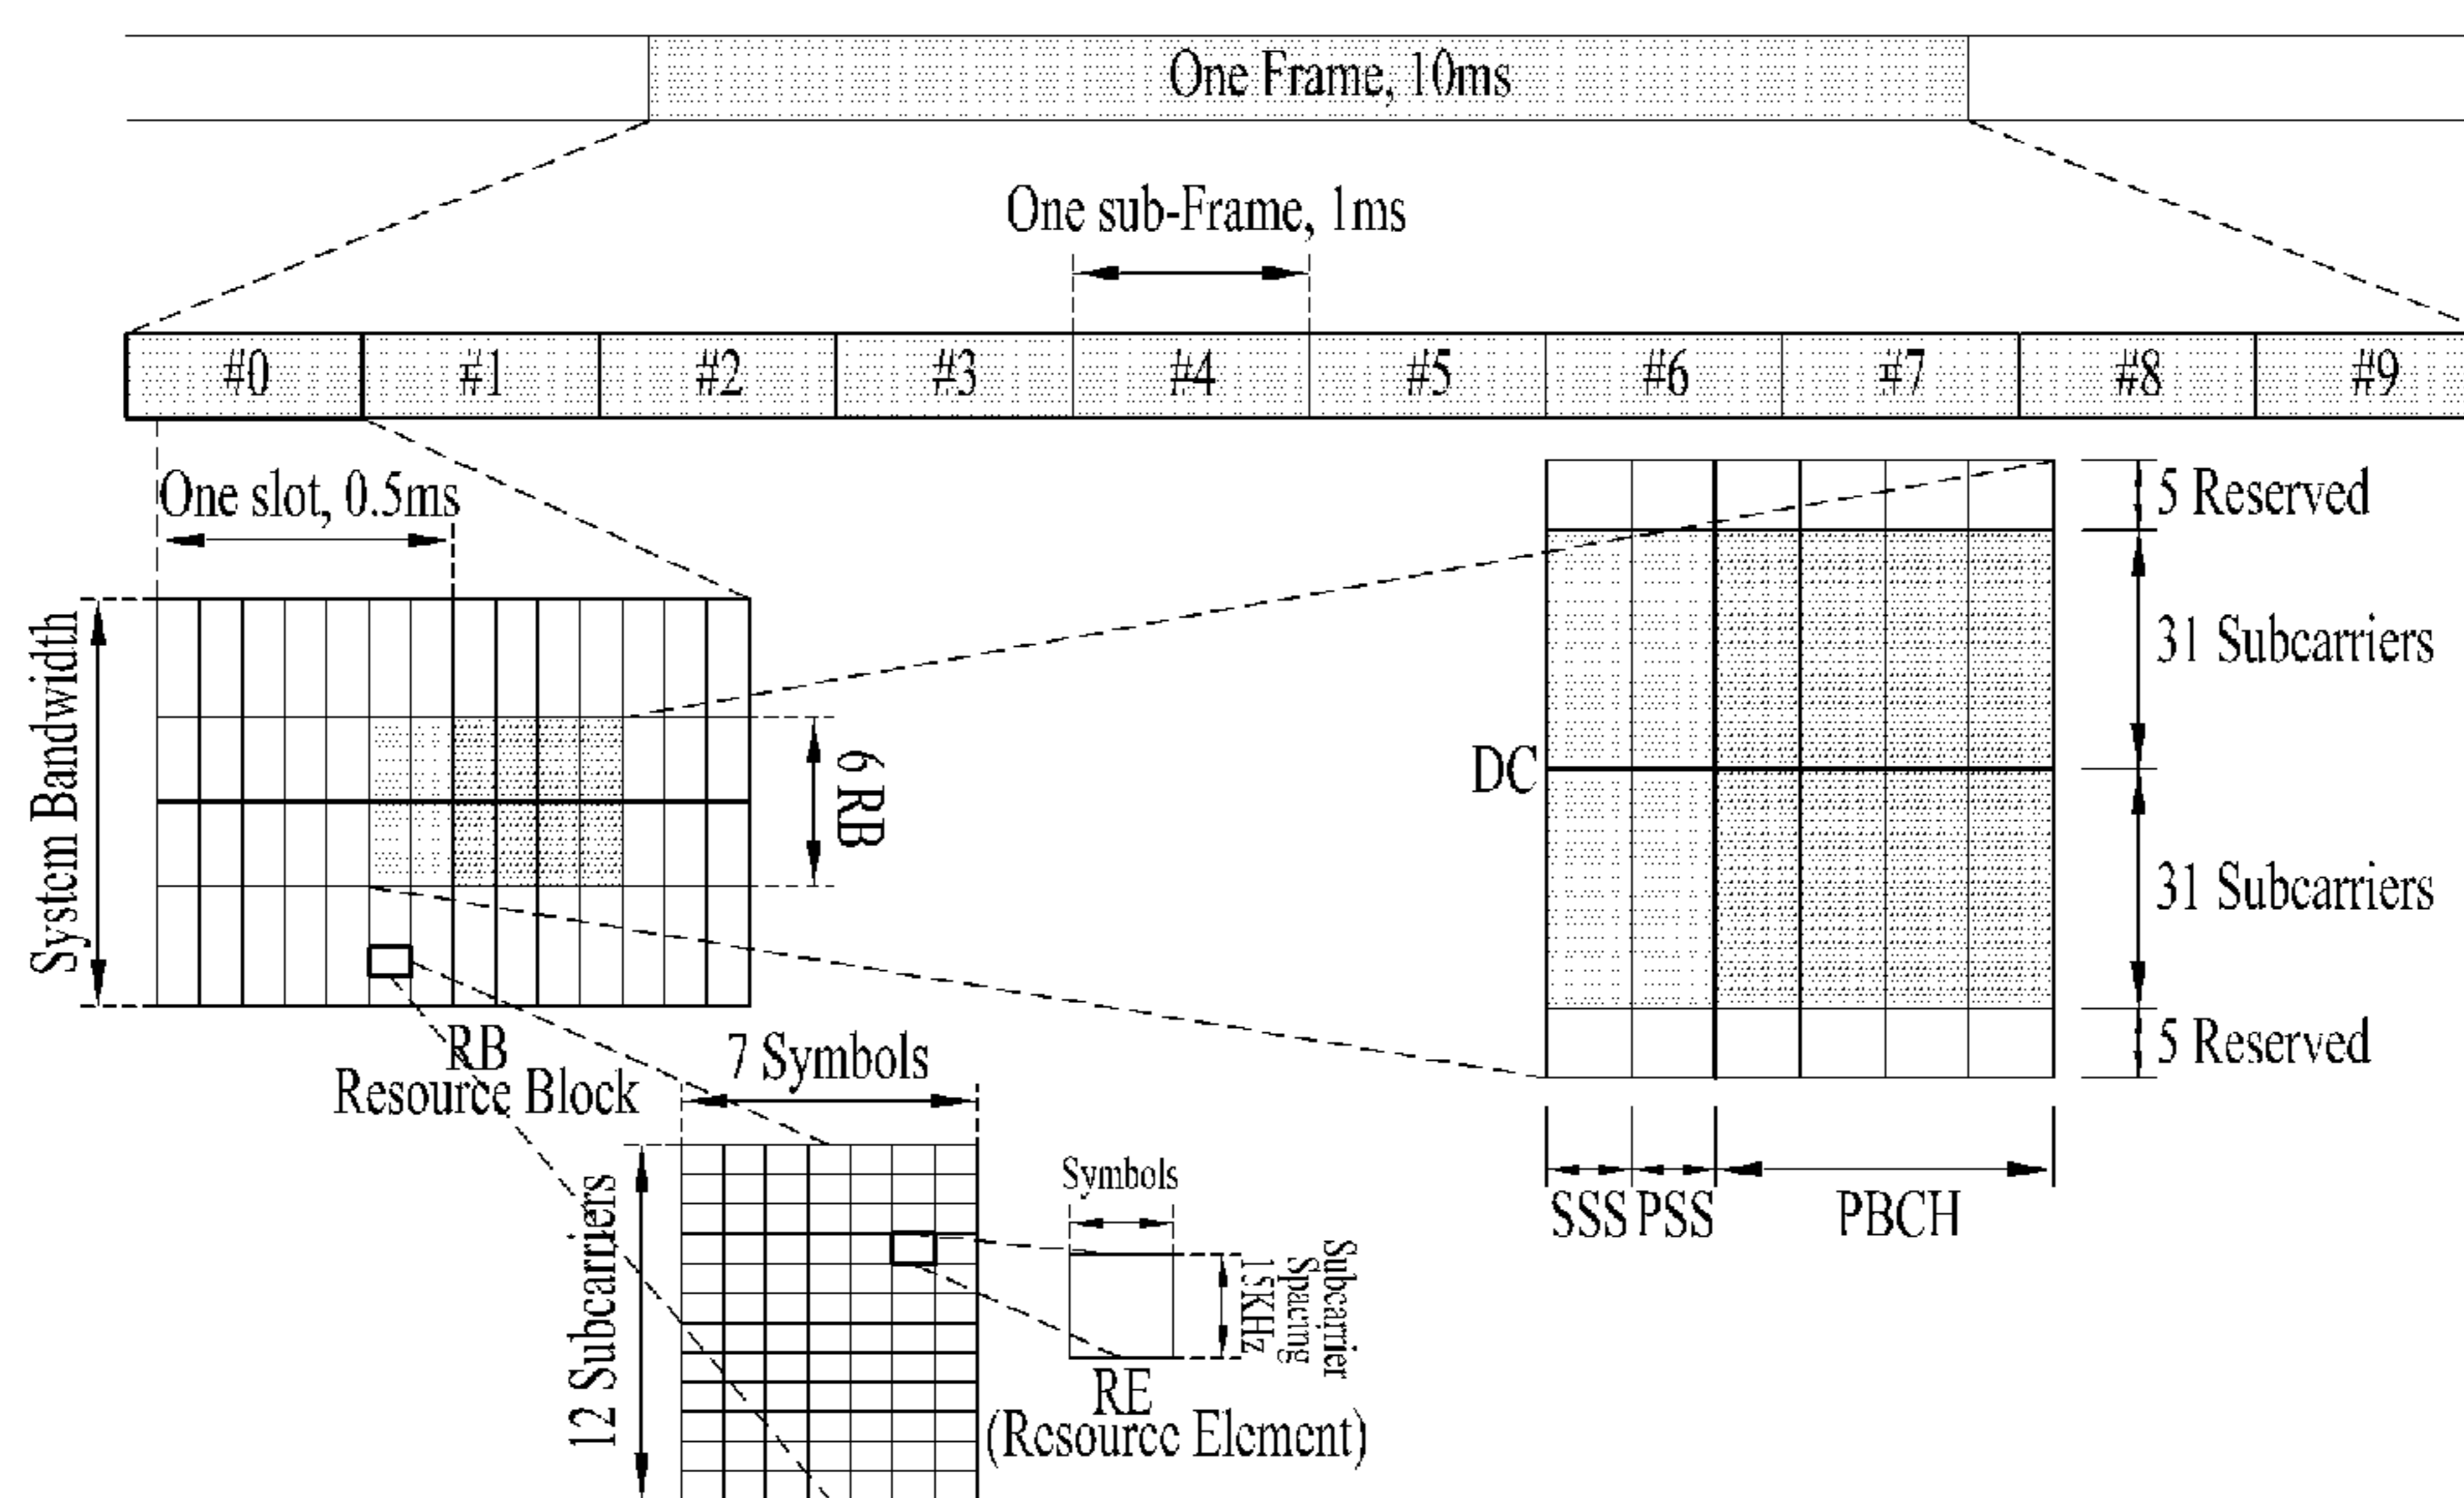 One Frame, 10ms
One sub-Frame, 1ms
#0 #1 #2 #3 #4 #5 #6 #7 #8 #9
One slot, 0.5ms
System Bandwidth
6 RB
5 Reserved
31 Subcarriers
DC
31 Subcarriers
5 Reserved
SSS PSS PBCH
RB
Resource Block
7 Symbols
12 Subcarriers
Symbols
Subcarrier
Spacing
15KHz
RE
(Resource Element)